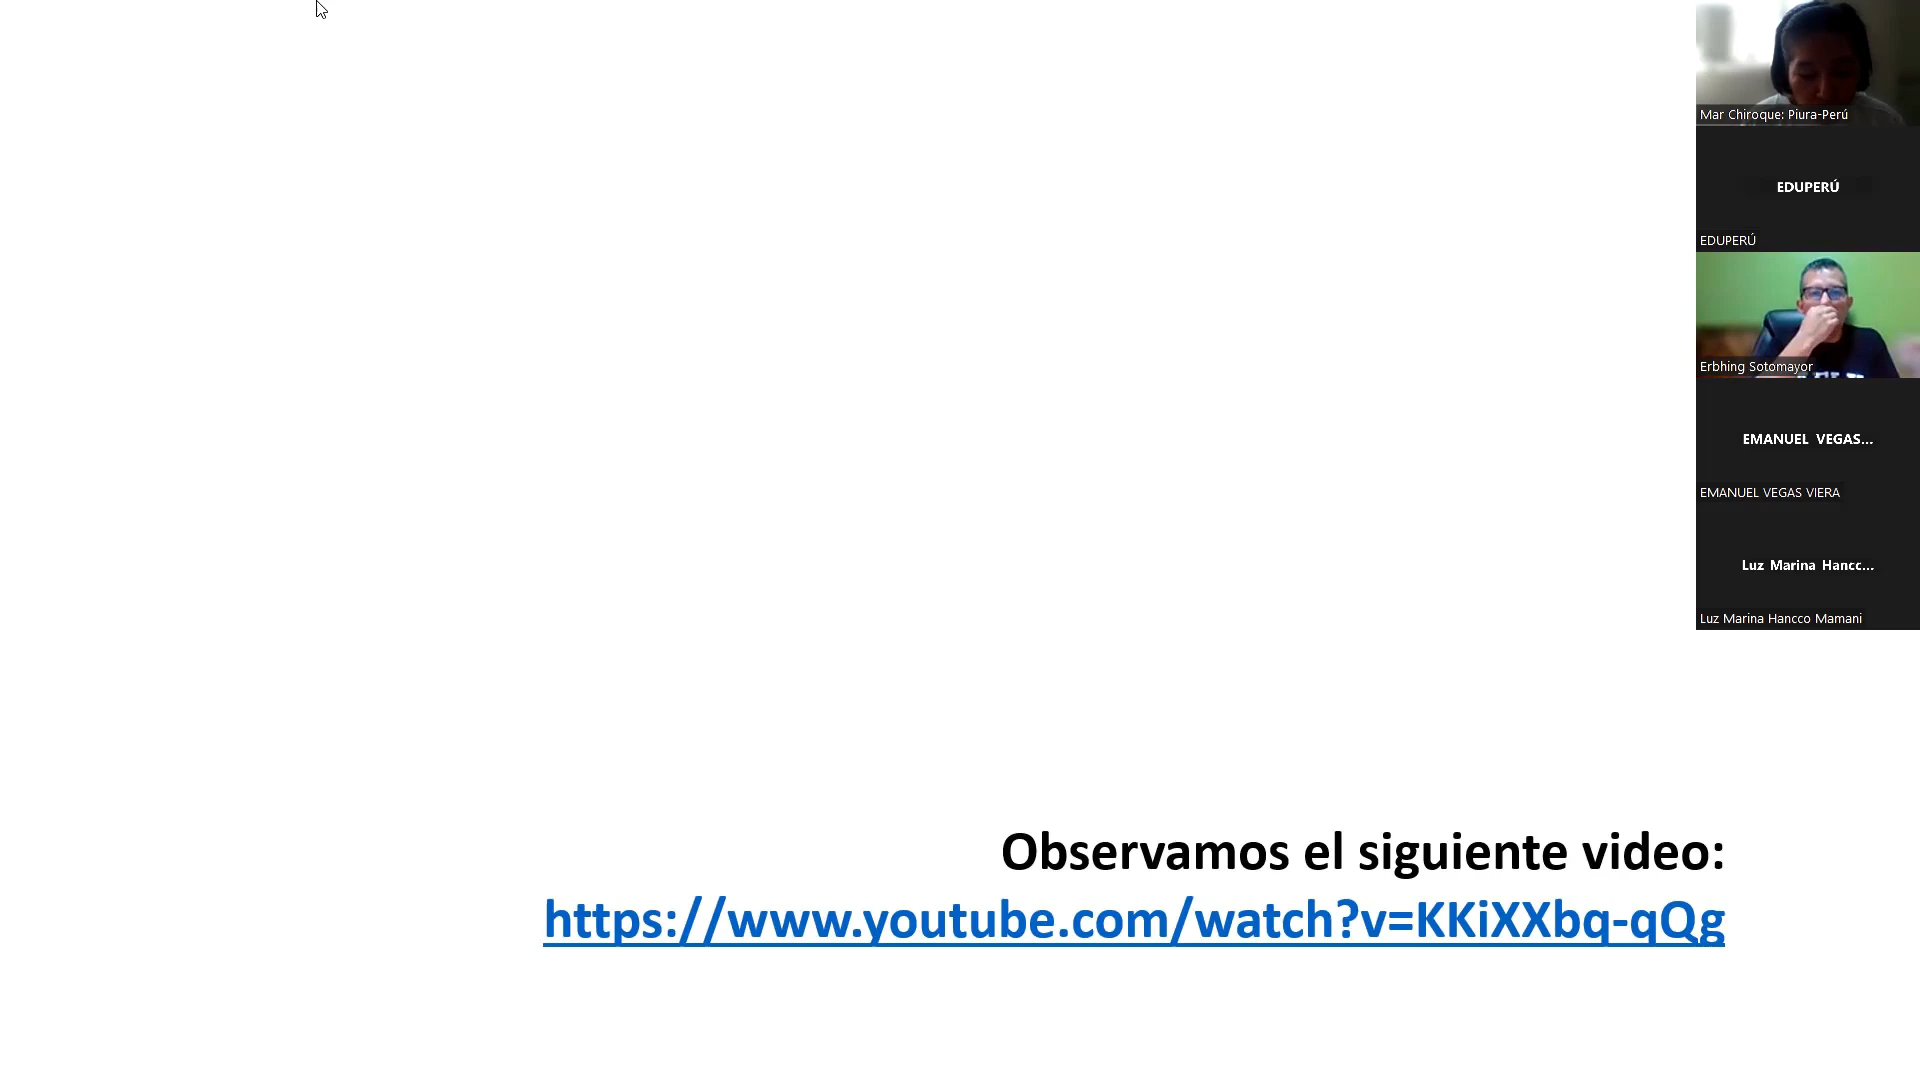 Mar Chiroque: Piura-Perú
EDUPERÚ
EDUPERÚ
Erbhing Sotomayor
EMANUEL VEGAS...
EMANUEL VEGAS VIERA
Luz Marina Hancc...
Luz Marina Hancco Mamani
Observamos el siguiente video:
https://www.youtube.com/watch?v=KKiXXbq-qQg